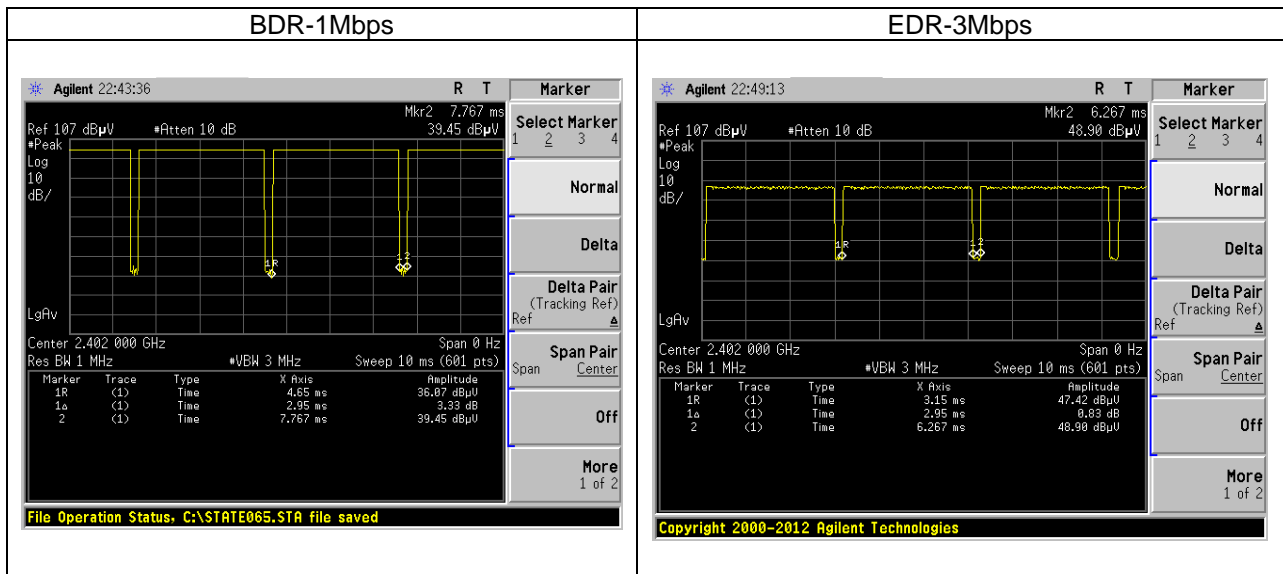 BDR-1Mbps
Agilent 22:43:36 R T
Mkr2 7.767 ms
Ref 107 dBµV #Atten 10 dB 39.45 dBµV
#Peak
Log
10
dB/
1R
1 2
LgAv
Center 2.402 000 GHz Span 0 Hz
Res BW 1 MHz #VBW 3 MHz Sweep 10 ms (601 pts)
Marker Trace Type X Axis Amplitude
1R (1) Time 4.65 ms 36.07 dBµV
1Δ (1) Time 2.95 ms 3.33 dB
2 (1) Time 7.767 ms 39.45 dBµV
File Operation Status, C:\STATE065.STA file saved
Marker
Select Marker
1 2 3 4
Normal
Delta
Delta Pair
(Tracking Ref)
Ref Δ
Span Pair
Span Center
Off
More
1 of 2
EDR-3Mbps
Agilent 22:49:13 R T
Mkr2 6.267 ms
Ref 107 dBµV #Atten 10 dB 48.90 dBµV
#Peak
Log
10
dB/
1R
1 2
LgAv
Center 2.402 000 GHz Span 0 Hz
Res BW 1 MHz #VBW 3 MHz Sweep 10 ms (601 pts)
Marker Trace Type X Axis Amplitude
1R (1) Time 3.15 ms 47.42 dBµV
1Δ (1) Time 2.95 ms 0.83 dB
2 (1) Time 6.267 ms 48.90 dBµV
Copyright 2000-2012 Agilent Technologies
Marker
Select Marker
1 2 3 4
Normal
Delta
Delta Pair
(Tracking Ref)
Ref Δ
Span Pair
Span Center
Off
More
1 of 2